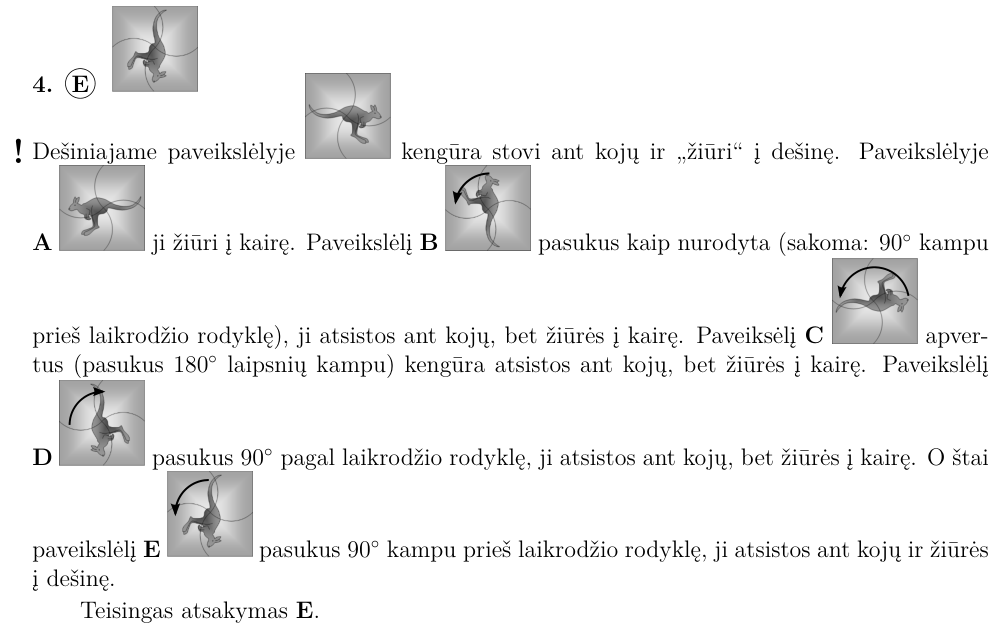 4. E
! Dešiniajame paveikslėlyje kengūra stovi ant kojų ir „žiūri“ į dešinę. Paveikslėlyje
A ji žiūri į kairę. Paveikslėlį B pasukus kaip nurodyta (sakoma: 90° kampu
prieš laikrodžio rodyklę), ji atsistos ant kojų, bet žiūrės į kairę. Paveiksėlį C apver-
tus (pasukus 180° laipsnių kampu) kengūra atsistos ant kojų, bet žiūrės į kairę. Paveikslėlį
D pasukus 90° pagal laikrodžio rodyklę, ji atsistos ant kojų, bet žiūrės į kairę. O štai
paveikslėlį E pasukus 90° kampu prieš laikrodžio rodyklę, ji atsistos ant kojų ir žiūrės
į dešinę.
Teisingas atsakymas E.